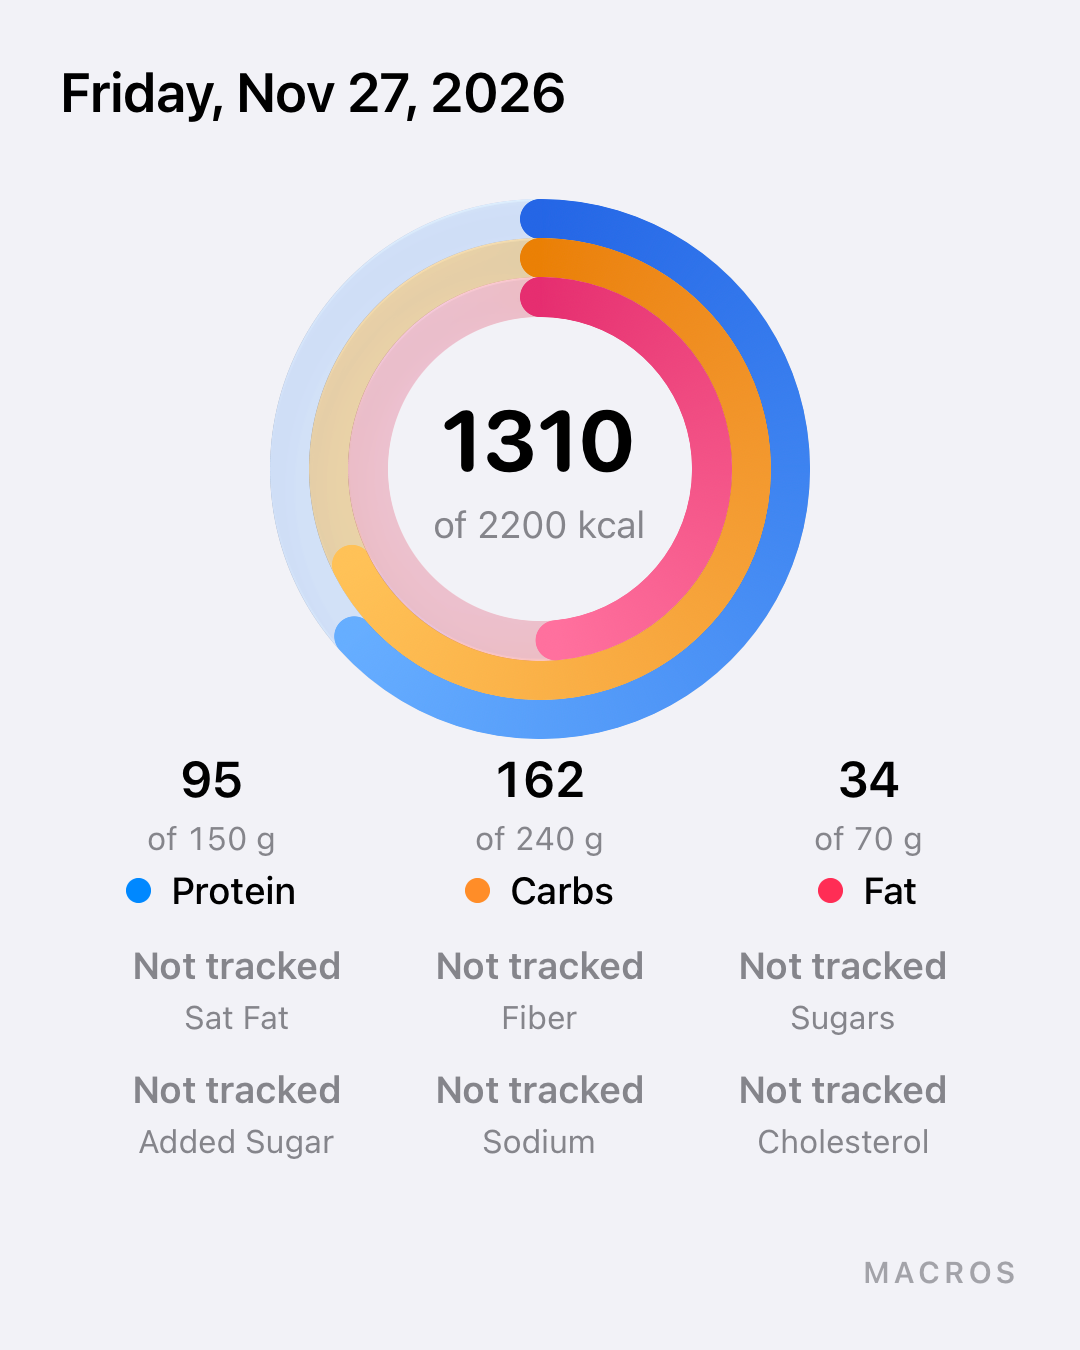 Friday, Nov 27, 2026
1310
of 2200 kcal
95
162
34
of 150 g
of 240 g
of 70 g
Protein
Carbs
Fat
Not tracked
Not tracked
Not tracked
Sat Fat
Fiber
Sugars
Not tracked
Not tracked
Not tracked
Added Sugar
Sodium
Cholesterol
MACROS